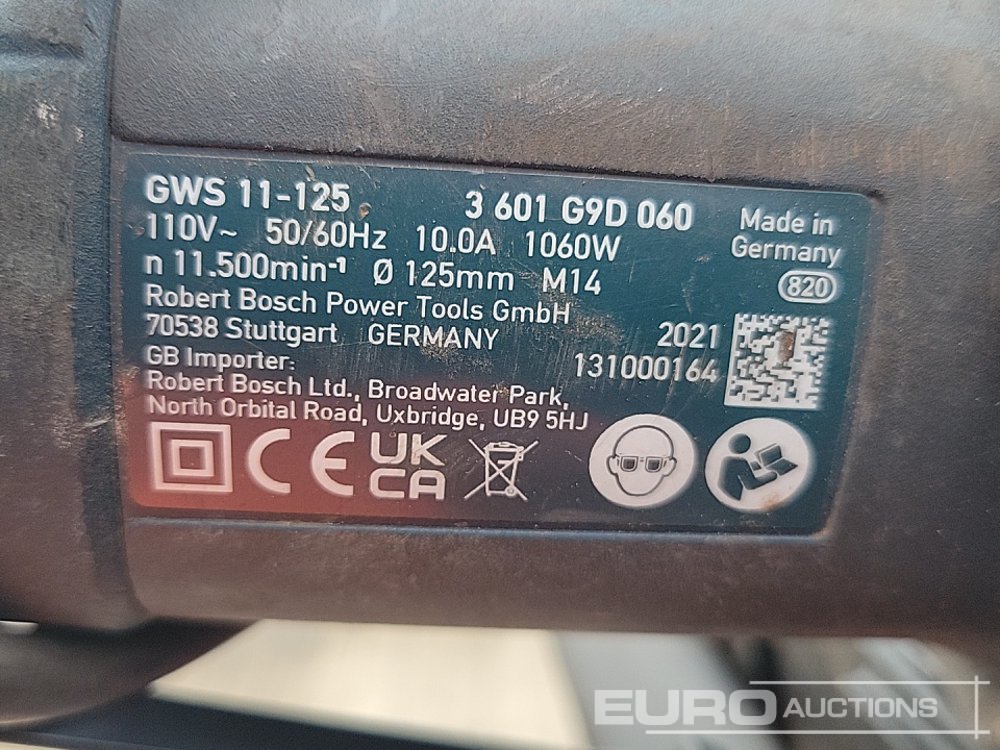 GWS 11-125 3 601 G9D 060
110V~ 50/60Hz 10.0A 1060W
n 11.500min⁻¹ Ø 125mm M14
Robert Bosch Power Tools GmbH
70538 Stuttgart GERMANY
GB Importer:
Robert Bosch Ltd., Broadwater Park,
North Orbital Road, Uxbridge, UB9 5HJ
Made in
Germany
820
2021
131000164
CE UK
CA
EURO AUCTIONS